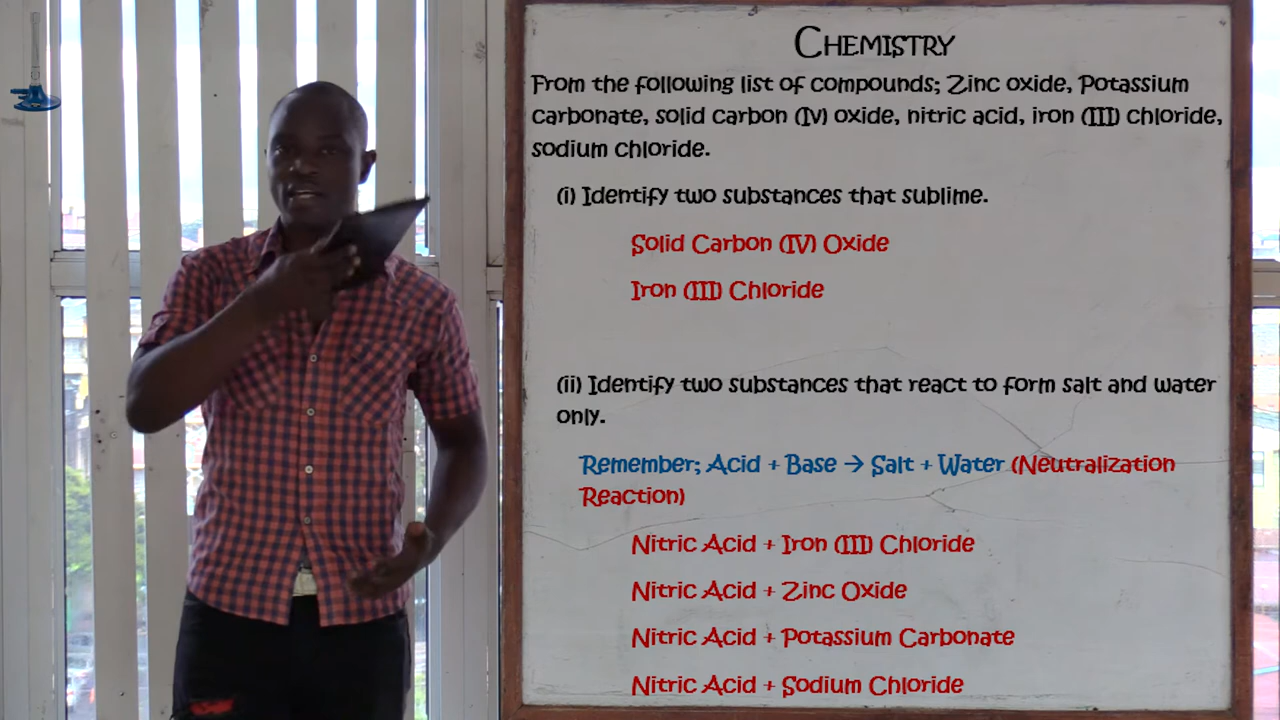 CHEMISTRY
From the following list of compounds; Zinc oxide, Potassium
carbonate, solid carbon (Iv) oxide, nitric acid, iron (III) chloride,
sodium chloride.
(i) Identify two substances that sublime.
Solid Carbon (IV) Oxide
Iron (III) Chloride
(ii) Identify two substances that react to form salt and water
only.
Remember; Acid + Base → Salt + Water (Neutralization
Reaction)
Nitric Acid + Iron (III) Chloride
Nitric Acid + Zinc Oxide
Nitric Acid + Potassium Carbonate
Nitric Acid + Sodium Chloride